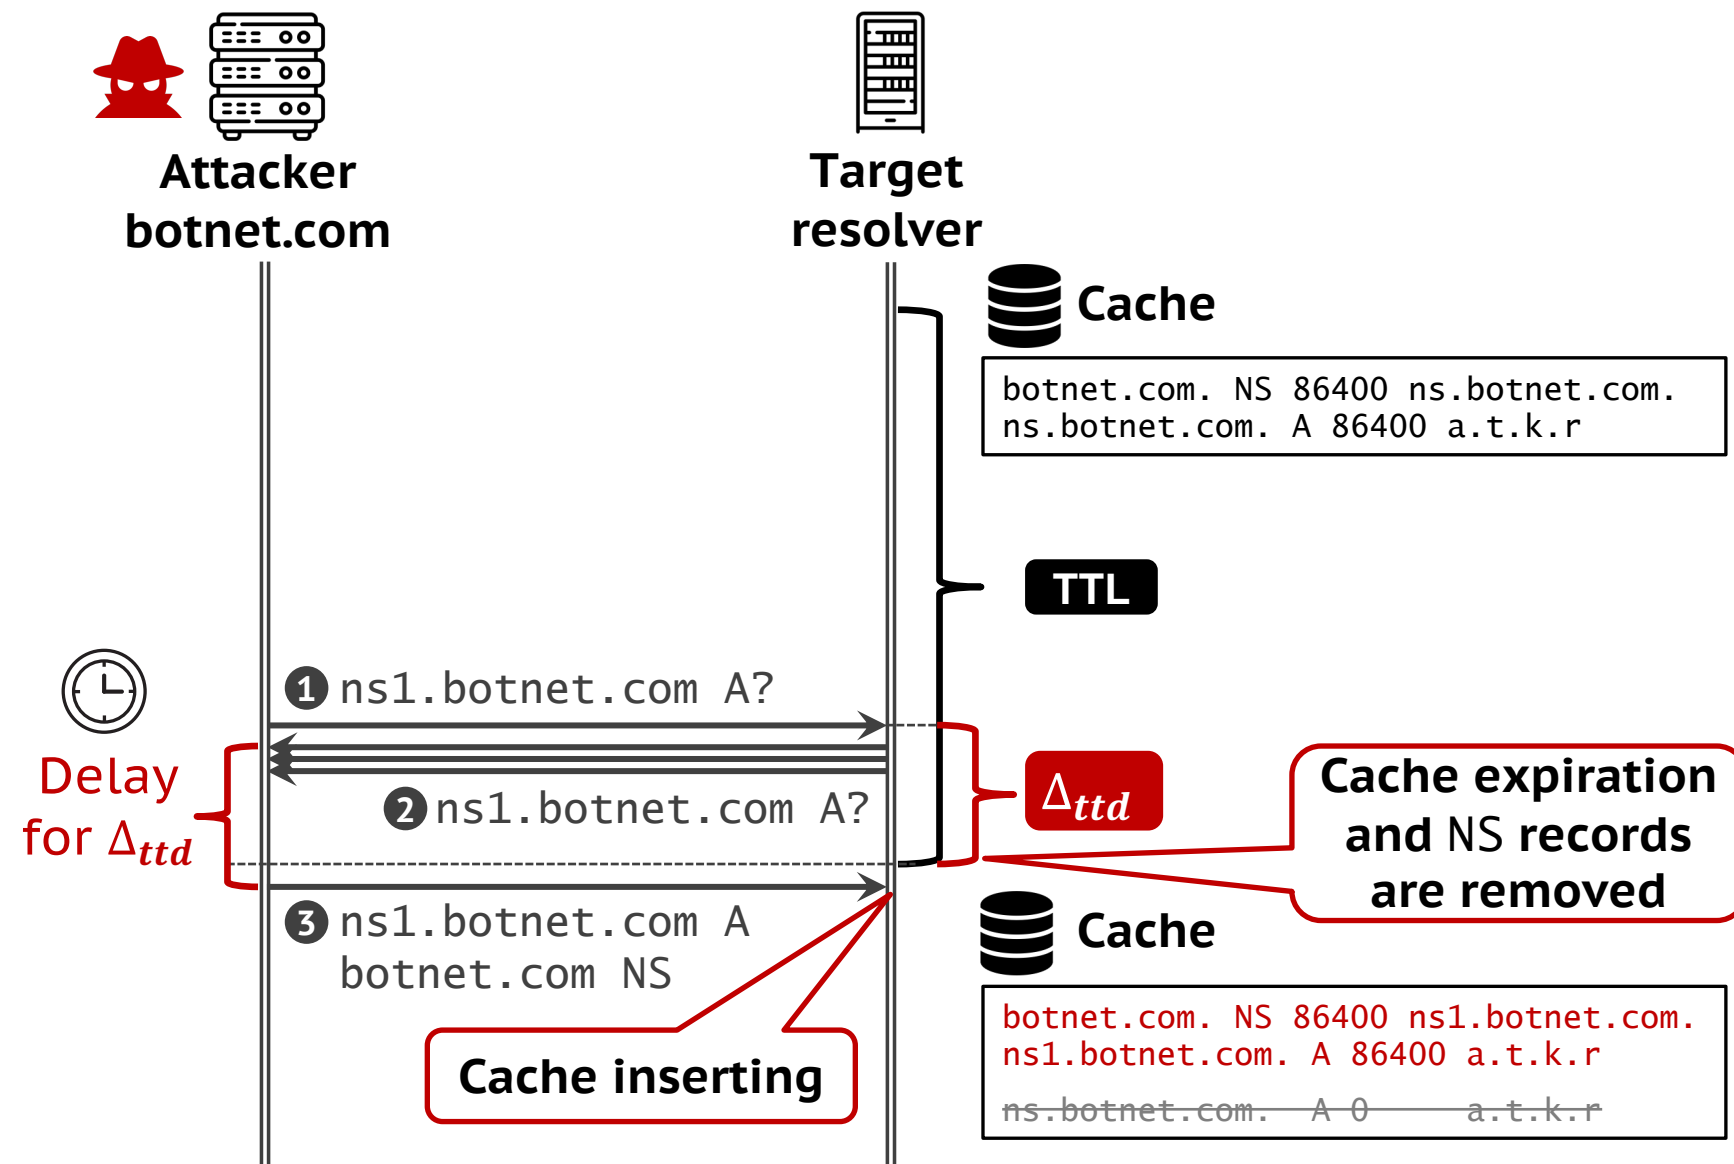 Attacker
botnet.com
Target
resolver
Cache
botnet.com. NS 86400 ns.botnet.com.
ns.botnet.com. A 86400 a.t.k.r
TTL
1 ns1.botnet.com A?
Delay
for Δttd
2 ns1.botnet.com A?
Δttd
Cache expiration
and NS records
are removed
3 ns1.botnet.com A
botnet.com NS
Cache inserting
Cache
botnet.com. NS 86400 ns1.botnet.com.
ns1.botnet.com. A 86400 a.t.k.r
ns.botnet.com. A 0 a.t.k.r